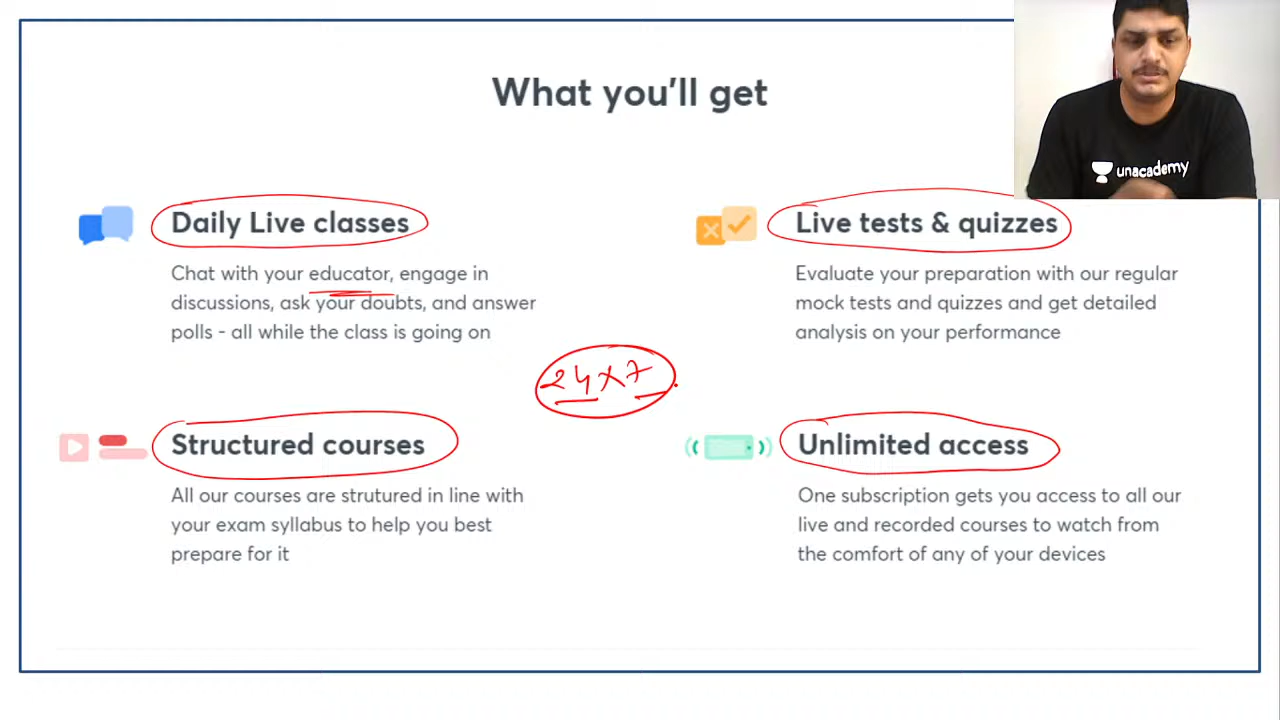 What you'll get
unacademy
Daily Live classes
Chat with your educator, engage in
discussions, ask your doubts, and answer
polls - all while the class is going on
Live tests & quizzes
Evaluate your preparation with our regular
mock tests and quizzes and get detailed
analysis on your performance
24x7
Structured courses
All our courses are strutured in line with
your exam syllabus to help you best
prepare for it
Unlimited access
One subscription gets you access to all our
live and recorded courses to watch from
the comfort of any of your devices